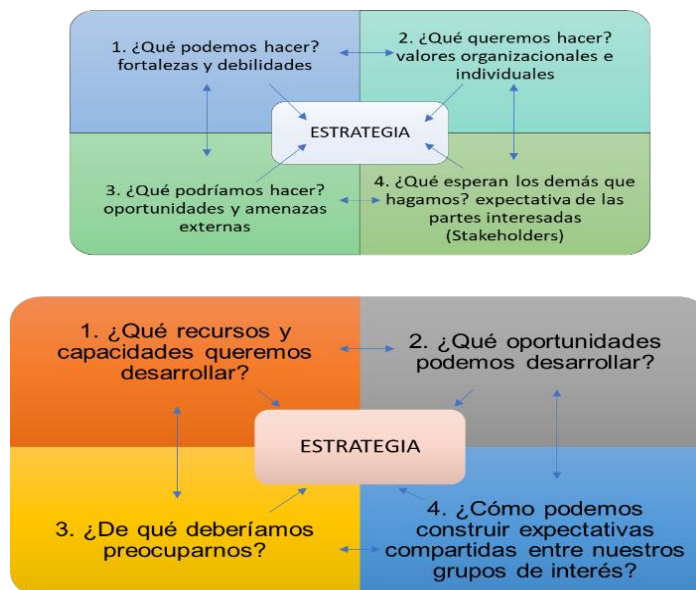 1. ¿Qué podemos hacer?
fortalezas y debilidades
2. ¿Qué queremos hacer?
valores organizacionales e
individuales
ESTRATEGIA
3. ¿Qué podríamos hacer?
oportunidades y amenazas
externas
4. ¿Qué esperan los demás que
hagamos? expectativa de las
partes interesadas
(Stakeholders)
1. ¿Qué recursos y
capacidades queremos
desarrollar?
2. ¿Qué oportunidades
podemos desarrollar?
ESTRATEGIA
3. ¿De qué deberíamos
preocuparnos?
4. ¿Cómo podemos
construir expectativas
compartidas entre nuestros
grupos de interés?